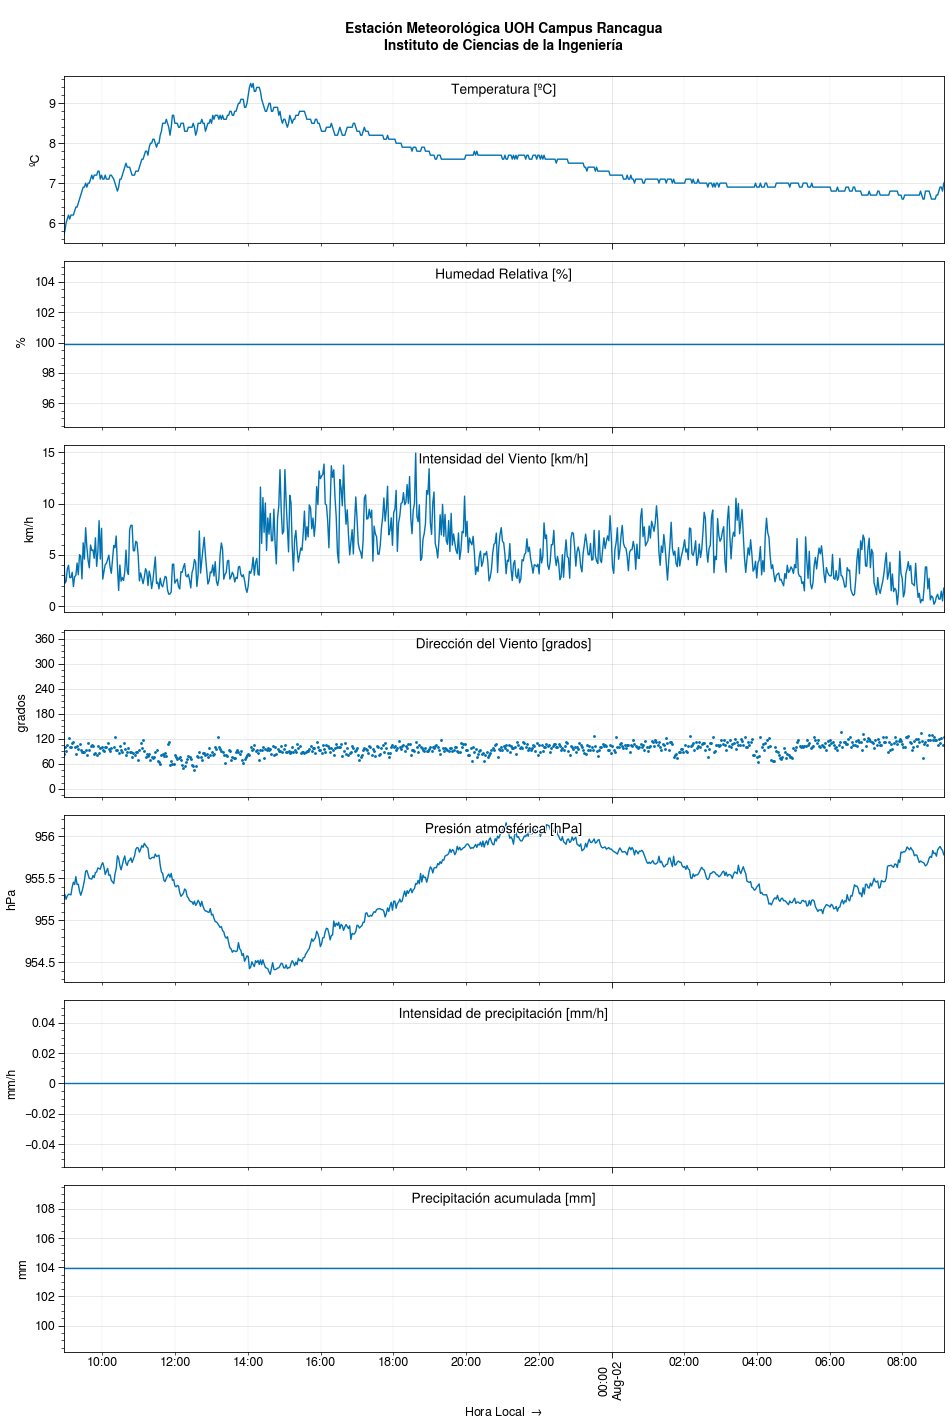 Estación Meteorológica UOH Campus Rancagua
Instituto de Ciencias de la Ingeniería
Temperatura [ºC]
9
8
7
6
ºC
Humedad Relativa [%]
104
102
100
98
96
%
Intensidad del Viento [km/h]
15
10
5
0
km/h
Dirección del Viento [grados]
360
300
240
180
120
60
0
grados
Presión atmosférica [hPa]
956
955.5
955
954.5
hPa
Intensidad de precipitación [mm/h]
0.04
0.02
0
−0.02
−0.04
mm/h
Precipitación acumulada [mm]
108
106
104
102
100
mm
10:00 12:00 14:00 16:00 18:00 20:00 22:00 00:00 02:00 04:00 06:00 08:00
Aug-02
Hora Local →